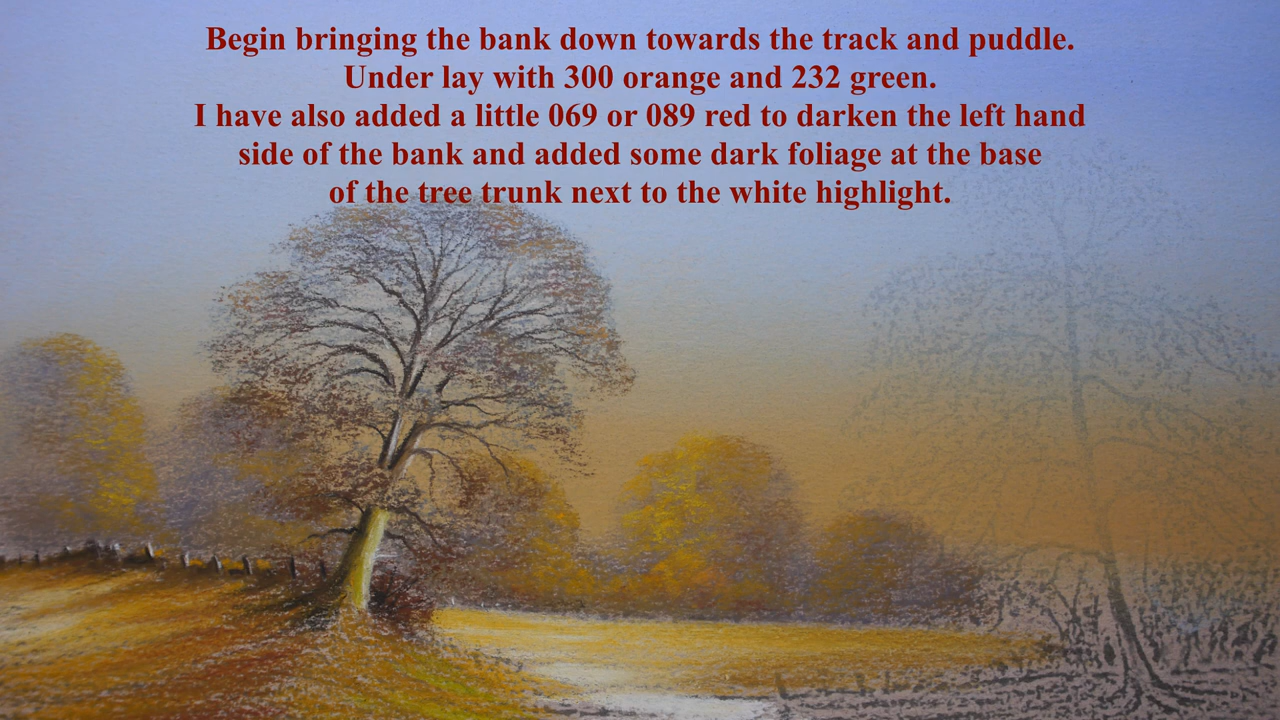 Begin bringing the bank down towards the track and puddle.
Under lay with 300 orange and 232 green.
I have also added a little 069 or 089 red to darken the left hand
side of the bank and added some dark foliage at the base
of the tree trunk next to the white highlight.